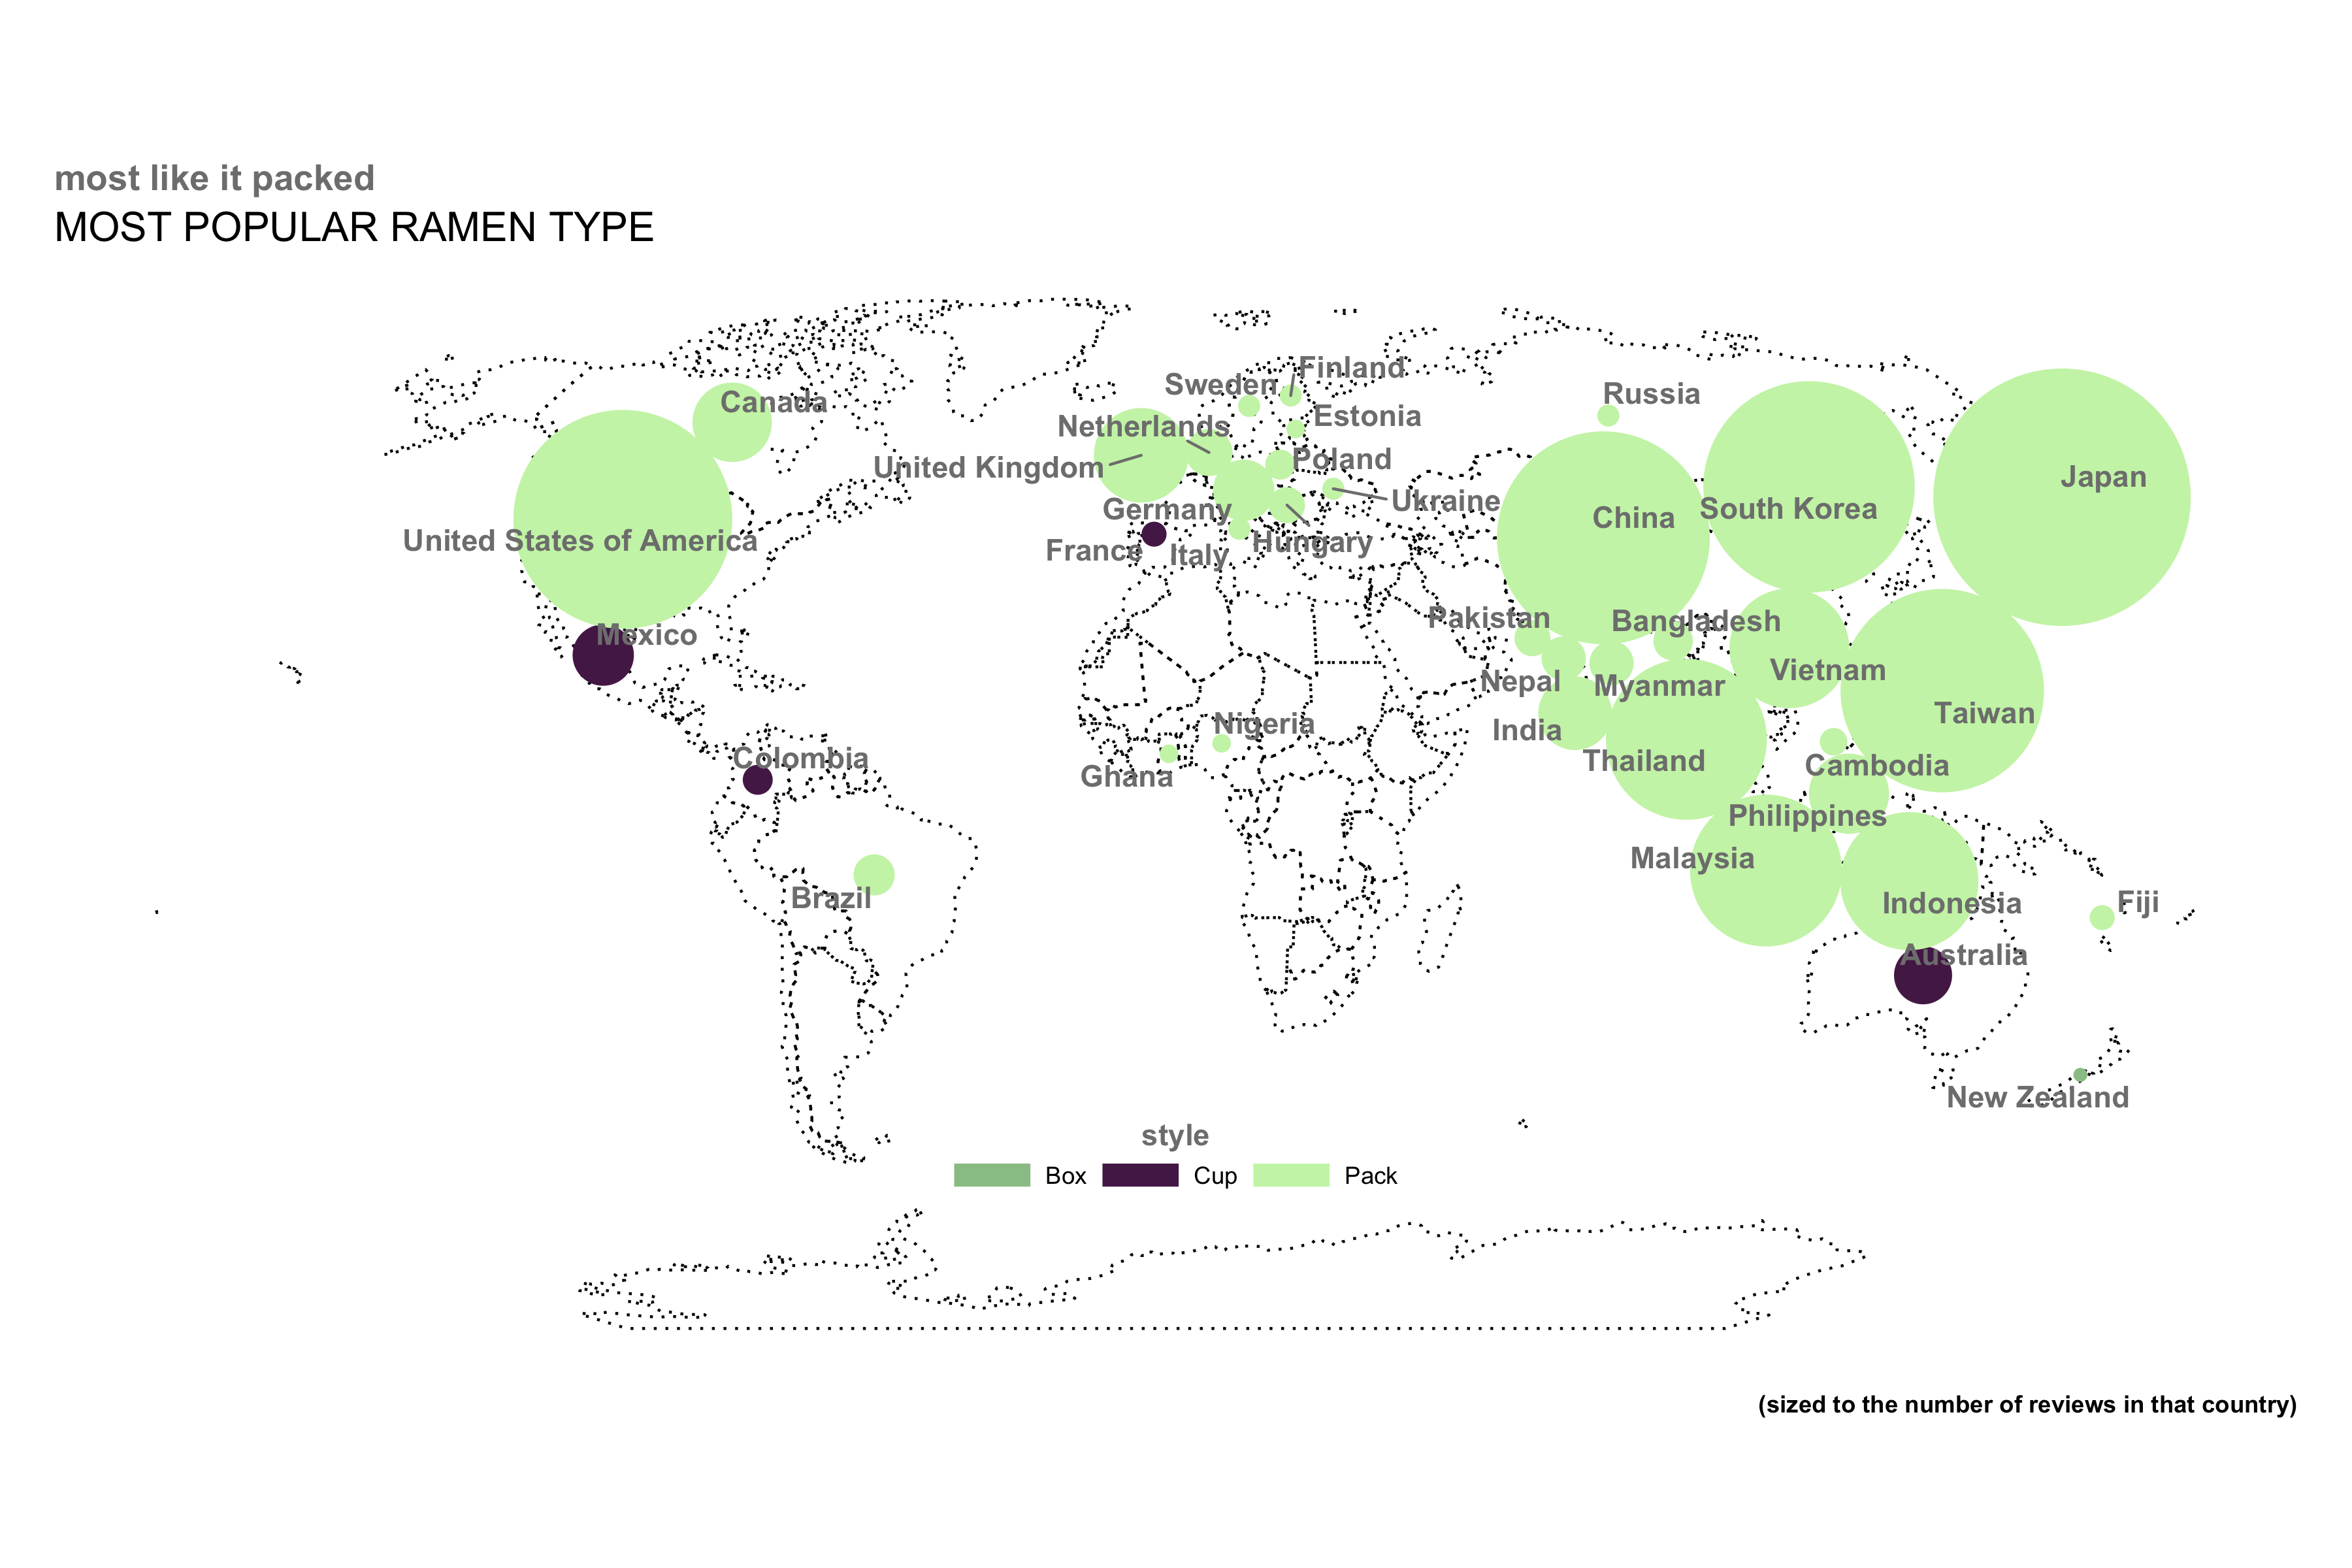 most like it packed
MOST POPULAR RAMEN TYPE
Finland
Sweden
Russia
Canada
Estonia
Netherlands
Poland
United Kingdom
Japan
Ukraine
Germany
South Korea
China
United States of America
Hungary
France
Italy
Pakistan
Bangladesh
Mexico
Vietnam
Nepal
Myanmar
Taiwan
Nigeria
India
Colombia
Thailand
Cambodia
Ghana
Philippines
Malaysia
Brazil
Indonesia
Fiji
Australia
New Zealand
style
Box Cup Pack
(sized to the number of reviews in that country)